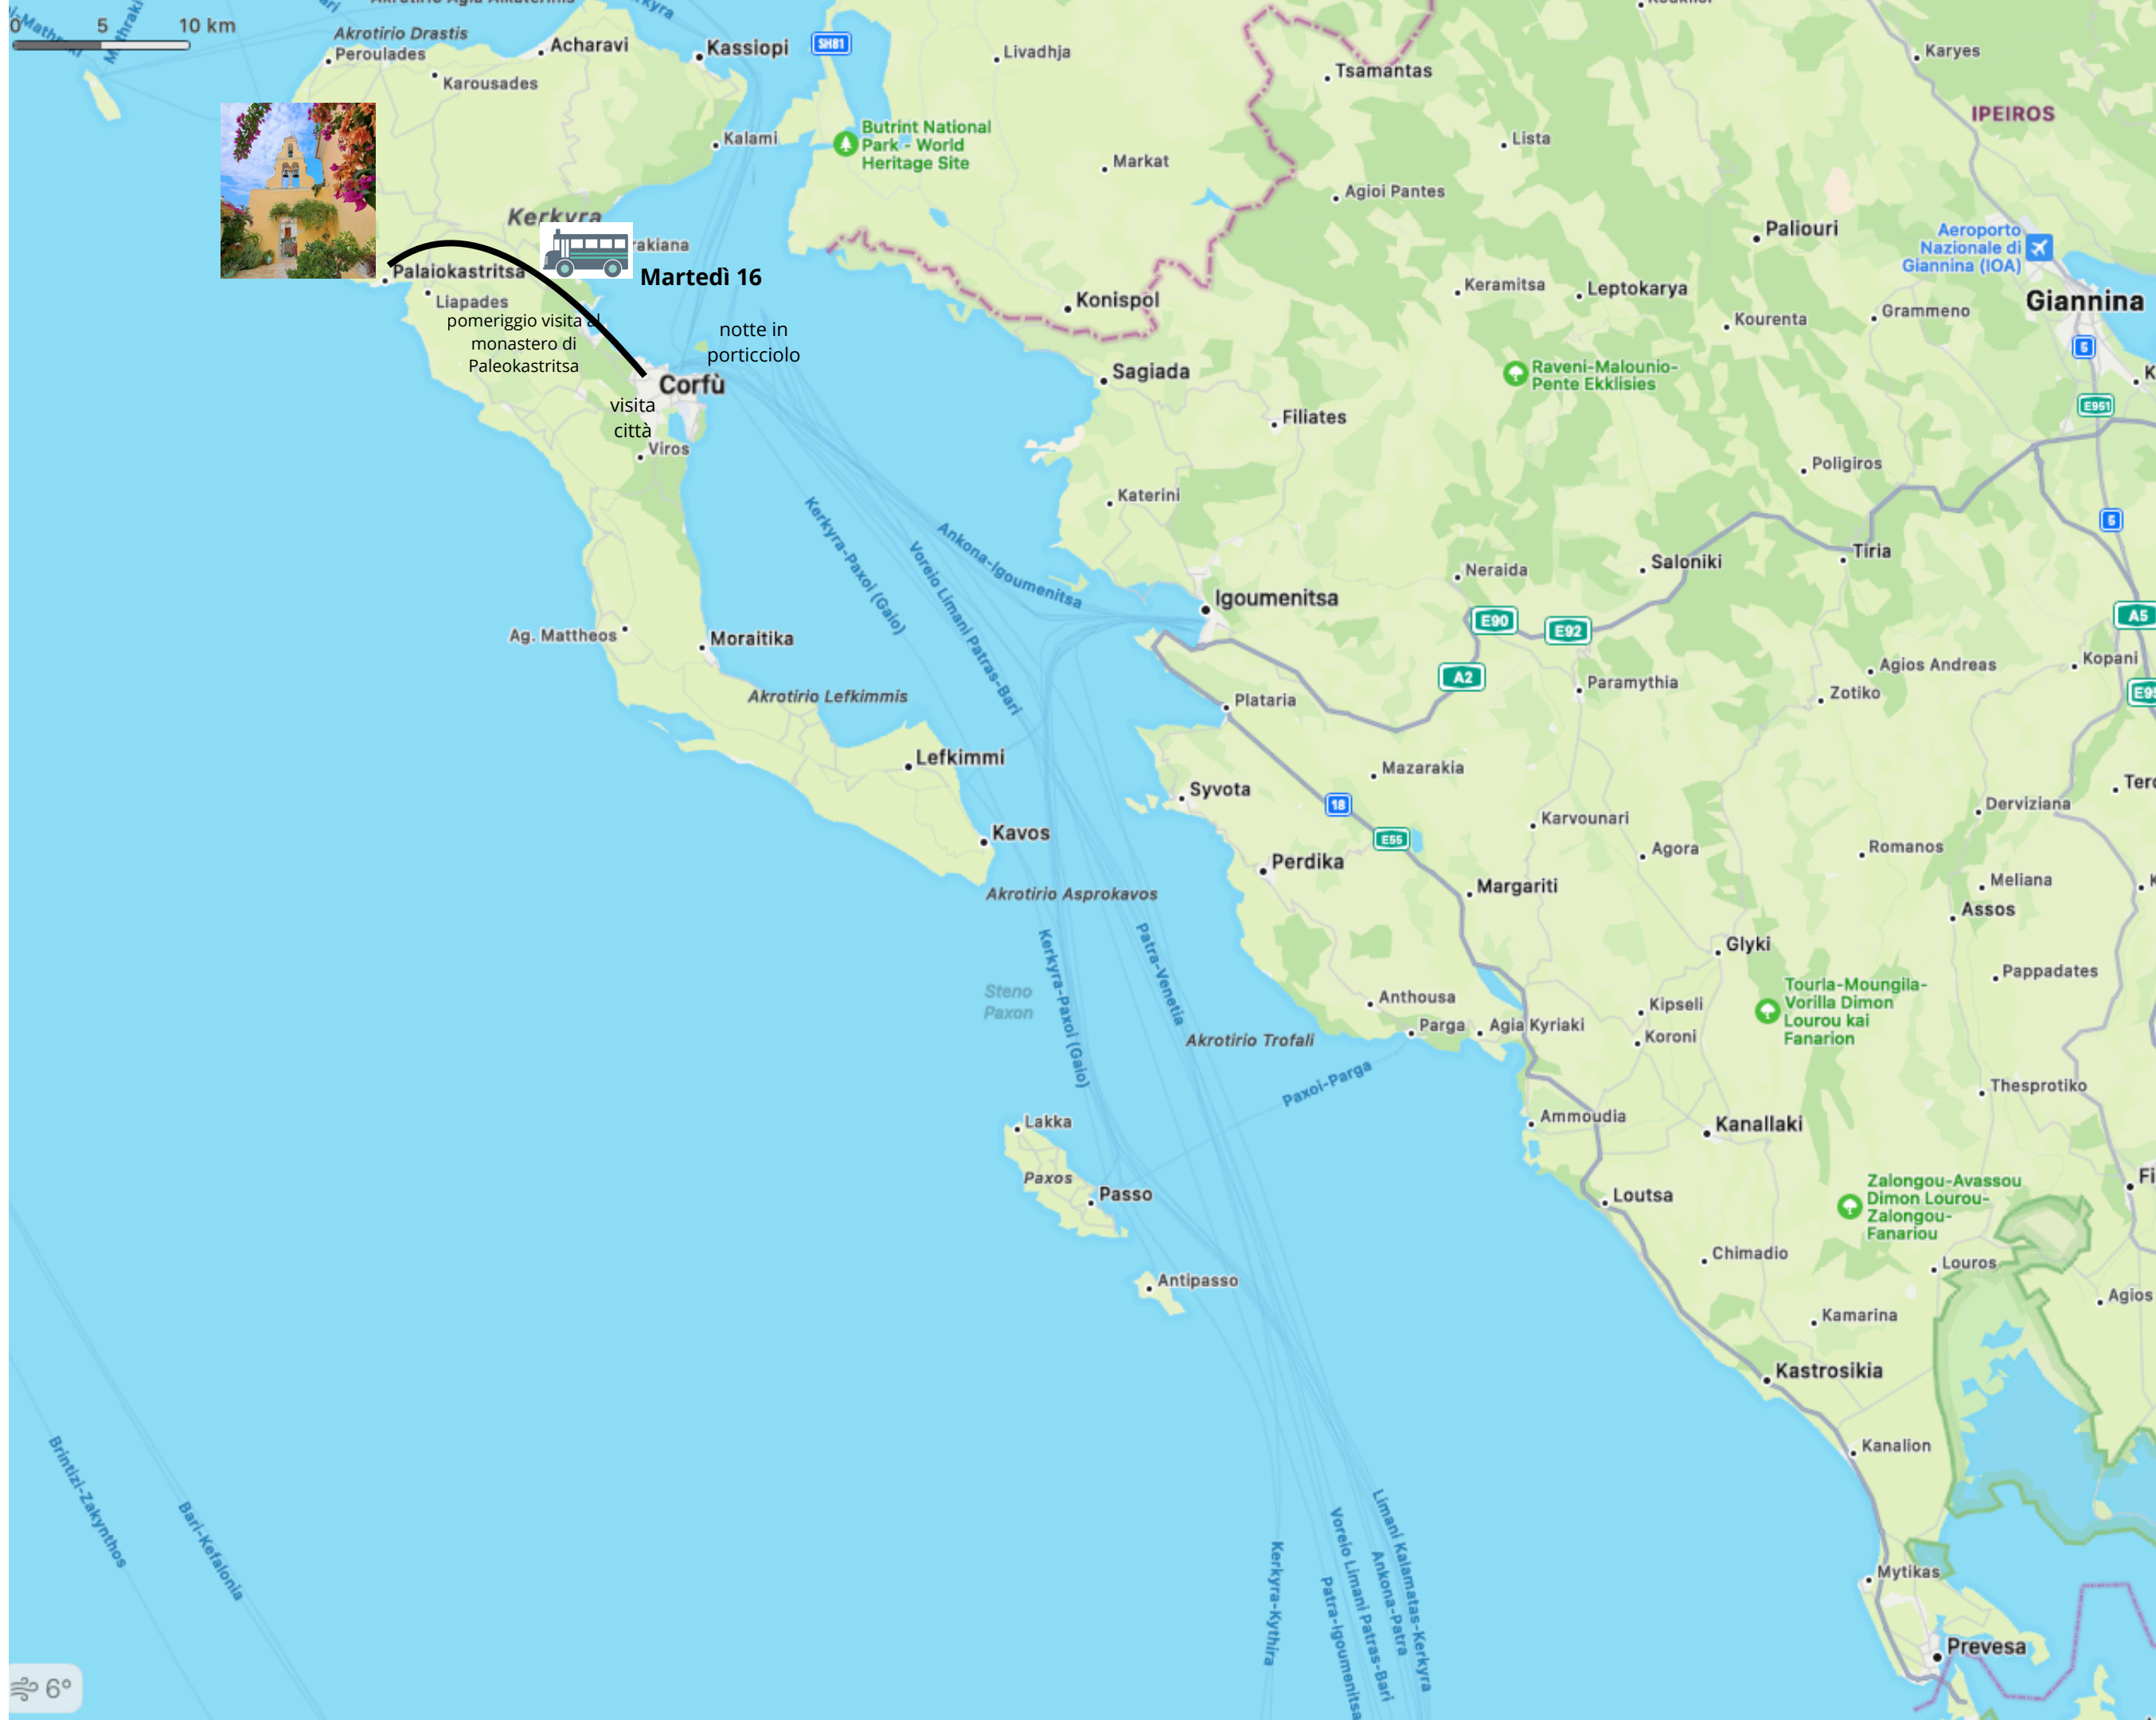 0 5 10 km
Akrotirio Drastis
Peroulades
Acharavi
Kassiopi
SH81
Livadhja
Karousades
Tsamantas
Karyes
IPEIROS
Butrint National
Park - World
Heritage Site
Kalami
Markat
Lista
Agioi Pantes
Kerkyra
rakiana
Martedì 16
Paliouri
Aeroporto
Nazionale di
Giannina (IOA)
Palaiokastritsa
Liapades
pomeriggio visita al
monastero di
Paleokastritsa
notte in
porticciolo
Konispol
Keramitsa
Leptokarya
Kourenta
Grammeno
Giannina
5
Corfù
visita
città
Viros
Sagiada
Raveni-Malounio-
Pente Ekklisies
E951
Filiates
Poligiros
Katerini
5
Kerkyra-Paxoi (Gaio)
Voreio Limani Patras-Bari
Ankona-Igoumenitsa
Neraida
Saloniki
Tiria
Igoumenitsa
E90
E92
A5
Ag. Mattheos
Moraitika
A2
Paramythia
Agios Andreas
Kopani
Zotiko
Akrotirio Lefkimmis
Plataria
Lefkimmi
Mazarakia
Syvota
18
E55
Karvounari
Derviziana
Kavos
Perdika
Agora
Romanos
Margariti
Meliana
Assos
Akrotirio Asprokavos
Glyki
Kerkyra-Paxoi (Gaio)
Patra-Venetia
Steno
Paxon
Pappadates
Anthousa
Kipseli
Tourla-Moungila-
Vorilla Dimon
Lourou kai
Fanarion
Parga
Agia Kyriaki
Koroni
Akrotirio Trofali
Paxoi-Parga
Thesprotiko
Lakka
Ammoudia
Kanallaki
Paxos
Passo
Loutsa
Zalongou-Avassou
Dimon Lourou-
Zalongou-
Fanariou
Chimadio
Louros
Antipasso
Agios
Kamarina
Kastrosikia
Kanalion
Brintizi-Zakynthos
Bari-Kefalonia
Kerkyra-Kythira
Patra-Igoumenitsa
Voreio Limani Patras-Bari
Ankona-Patra
Limani Kalamatas-Kerkyra
Mytikas
Prevesa
6°